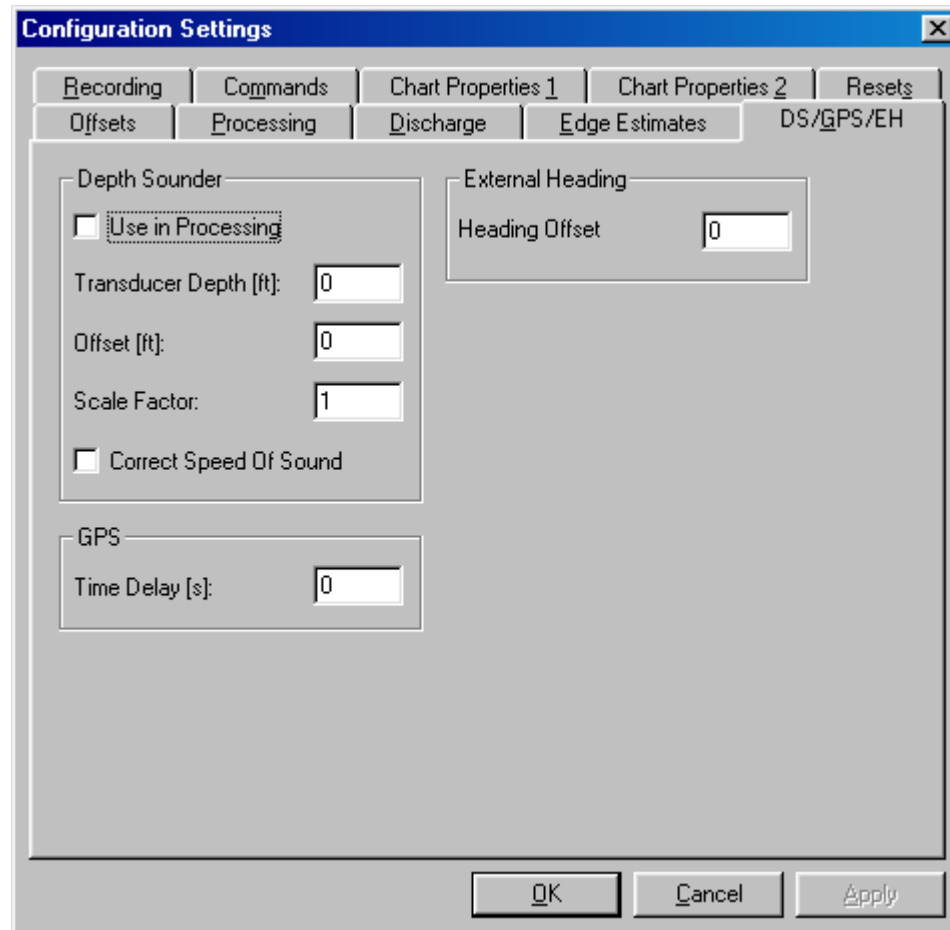 Configuration Settings
Recording Commands Chart Properties 1 Chart Properties 2 Resets
Offsets Processing Discharge Edge Estimates DS/GPS/EH
Depth Sounder
Use in Processing
Transducer Depth [ft]: 0
Offset [ft]: 0
Scale Factor: 1
Correct Speed Of Sound
GPS
Time Delay [s]: 0
External Heading
Heading Offset 0
OK Cancel Apply